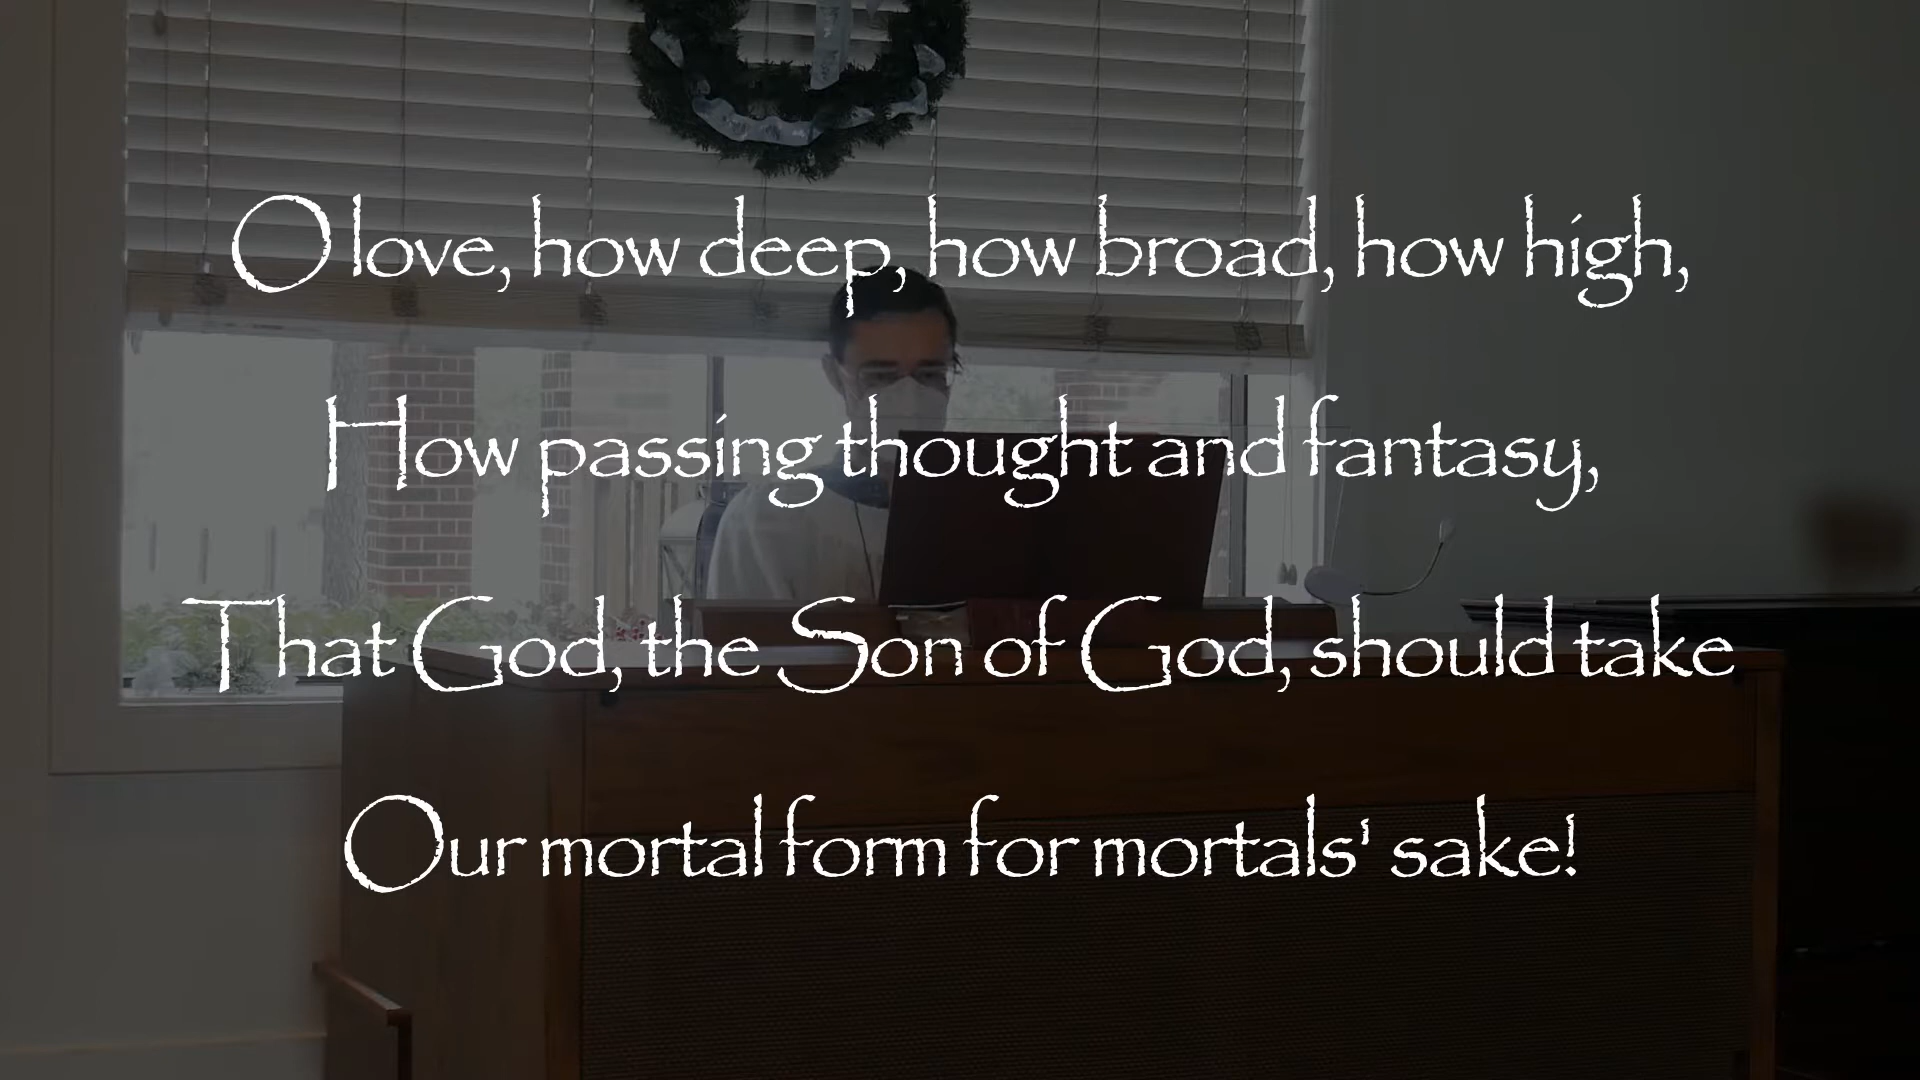 O love, how deep, how broad, how high,
How passing thought and fantasy,
That God, the Son of God, should take
Our mortal form for mortals' sake!